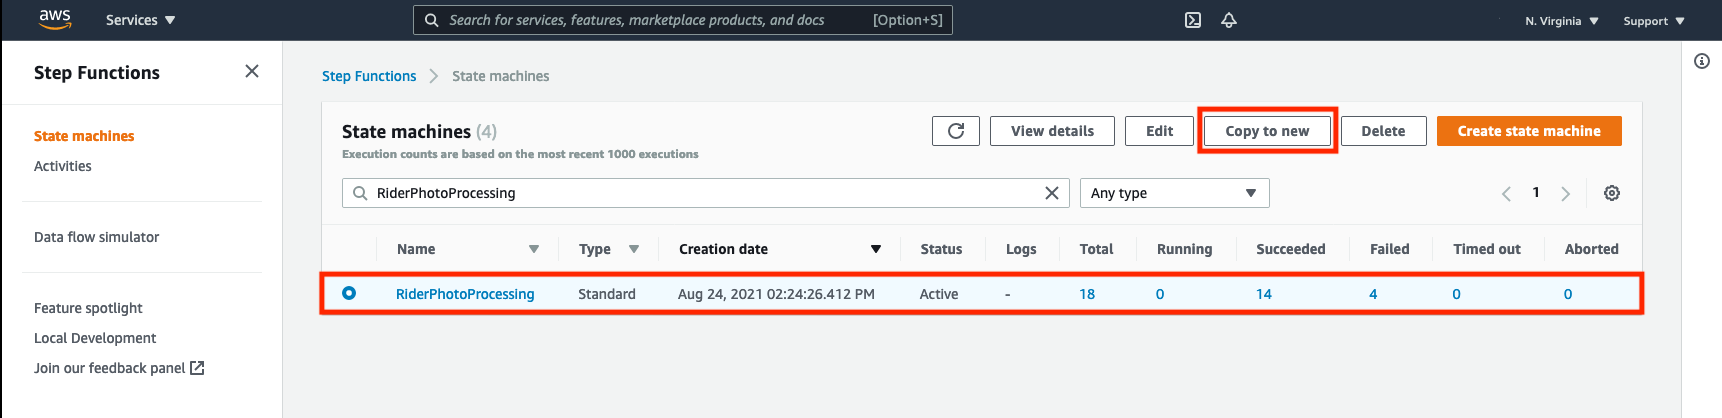 aws
Services
Search for services, features, marketplace products, and docs [Option+S]
N. Virginia
Support
Step Functions
State machines
Activities
Data flow simulator
Feature spotlight
Local Development
Join our feedback panel
Step Functions State machines
State machines (4)
Execution counts are based on the most recent 1000 executions
View details
Edit
Copy to new
Delete
Create state machine
RiderPhotoProcessing
Any type
1
Name Type Creation date Status Logs Total Running Succeeded Failed Timed out Aborted
RiderPhotoProcessing Standard Aug 24, 2021 02:24:26.412 PM Active - 18 0 14 4 0 0